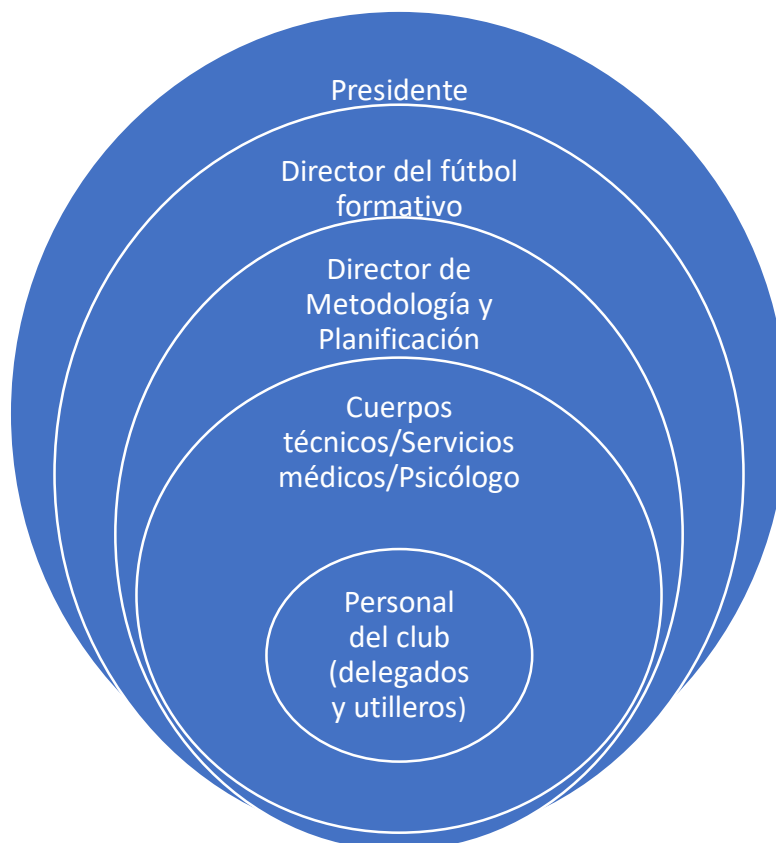 Presidente
Director del fútbol
formativo
Director de
Metodología y
Planificación
Cuerpos
técnicos/Servicios
médicos/Psicólogo
Personal
del club
(delegados
y utilleros)